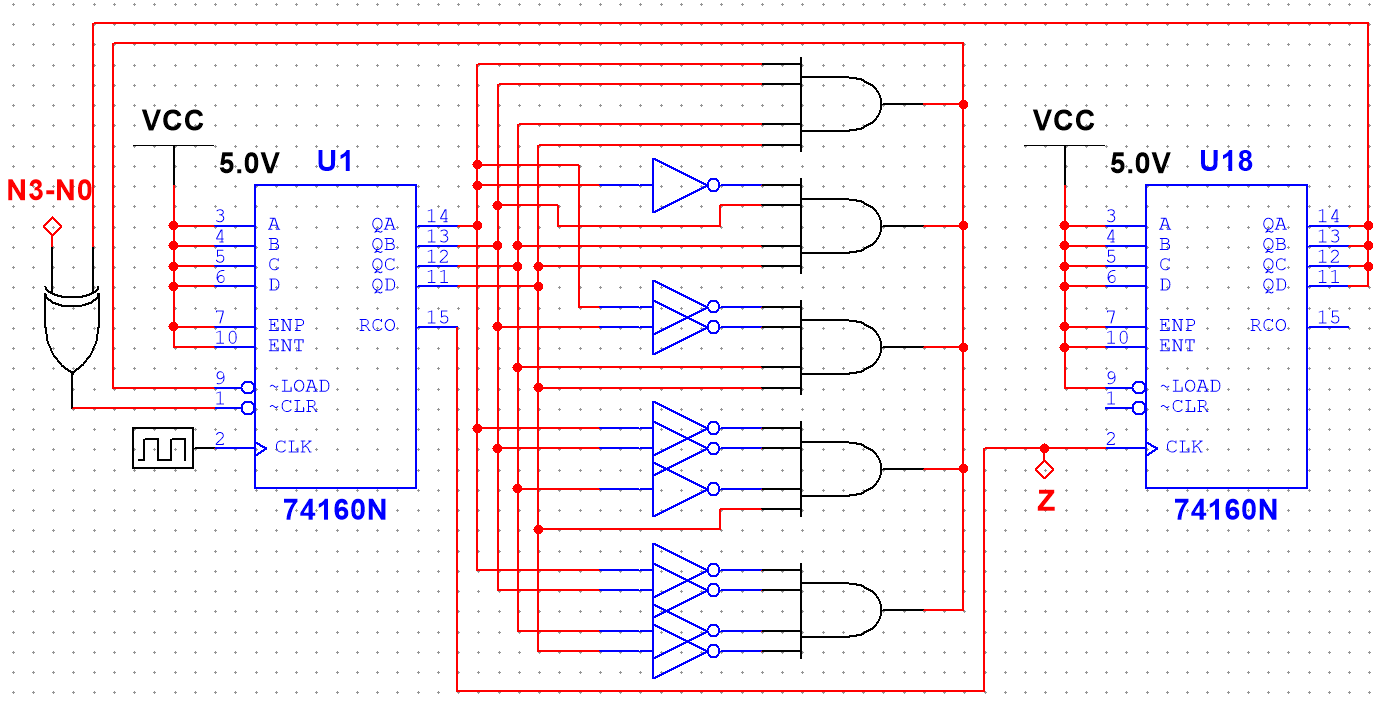 VCC
5.0V
U1
N3-N0
3 A QA 14
4 B QB 13
5 C QC 12
6 D QD 11
7 ENP RCO 15
10 ENT
9 ~LOAD
1 ~CLR
2 CLK
74160N
VCC
5.0V
U18
3 A QA 14
4 B QB 13
5 C QC 12
6 D QD 11
7 ENP RCO 15
10 ENT
9 ~LOAD
1 ~CLR
2 CLK
Z
74160N